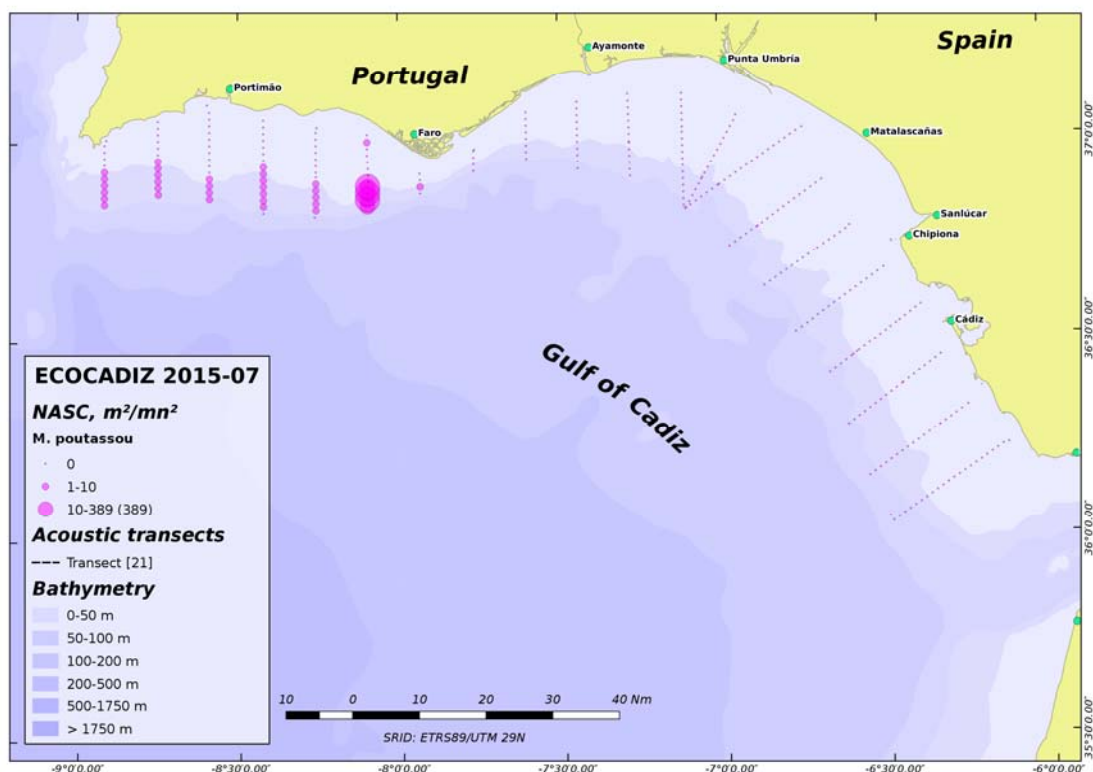 Spain
Ayamonte
Punta Umbría
Portugal
Portimão
Faro
Matalascañas
Sanlúcar
Chipiona
Cádiz
Gulf of Cadiz
37°0'0.00"
36°30'0.00"
36°0'0.00"
35°30'0.00"
ECOCADIZ 2015-07
NASC, m²/mn²
M. poutassou
0
1-10
10-389 (389)
Acoustic transects
Transect [21]
Bathymetry
0-50 m
50-100 m
100-200 m
200-500 m
500-1750 m
> 1750 m
10 0 10 20 30 40 Nm
SRID: ETRS89/UTM 29N
-9°0'0.00" -8°30'0.00" -8°0'0.00" -7°30'0.00" -7°0'0.00" -6°30'0.00" -6°0'0.00"